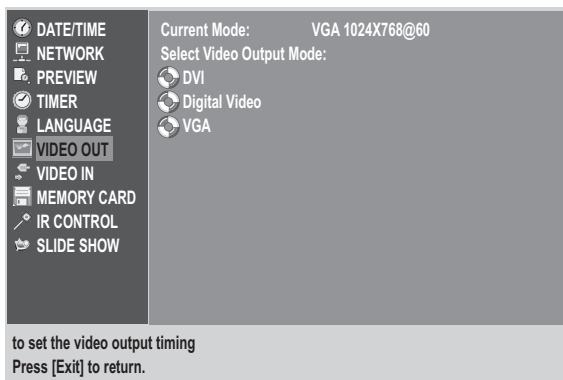 DATE/TIME
NETWORK
PREVIEW
TIMER
LANGUAGE
VIDEO OUT
VIDEO IN
MEMORY CARD
IR CONTROL
SLIDE SHOW
Current Mode: VGA 1024X768@60
Select Video Output Mode:
DVI
Digital Video
VGA
to set the video output timing
Press [Exit] to return.